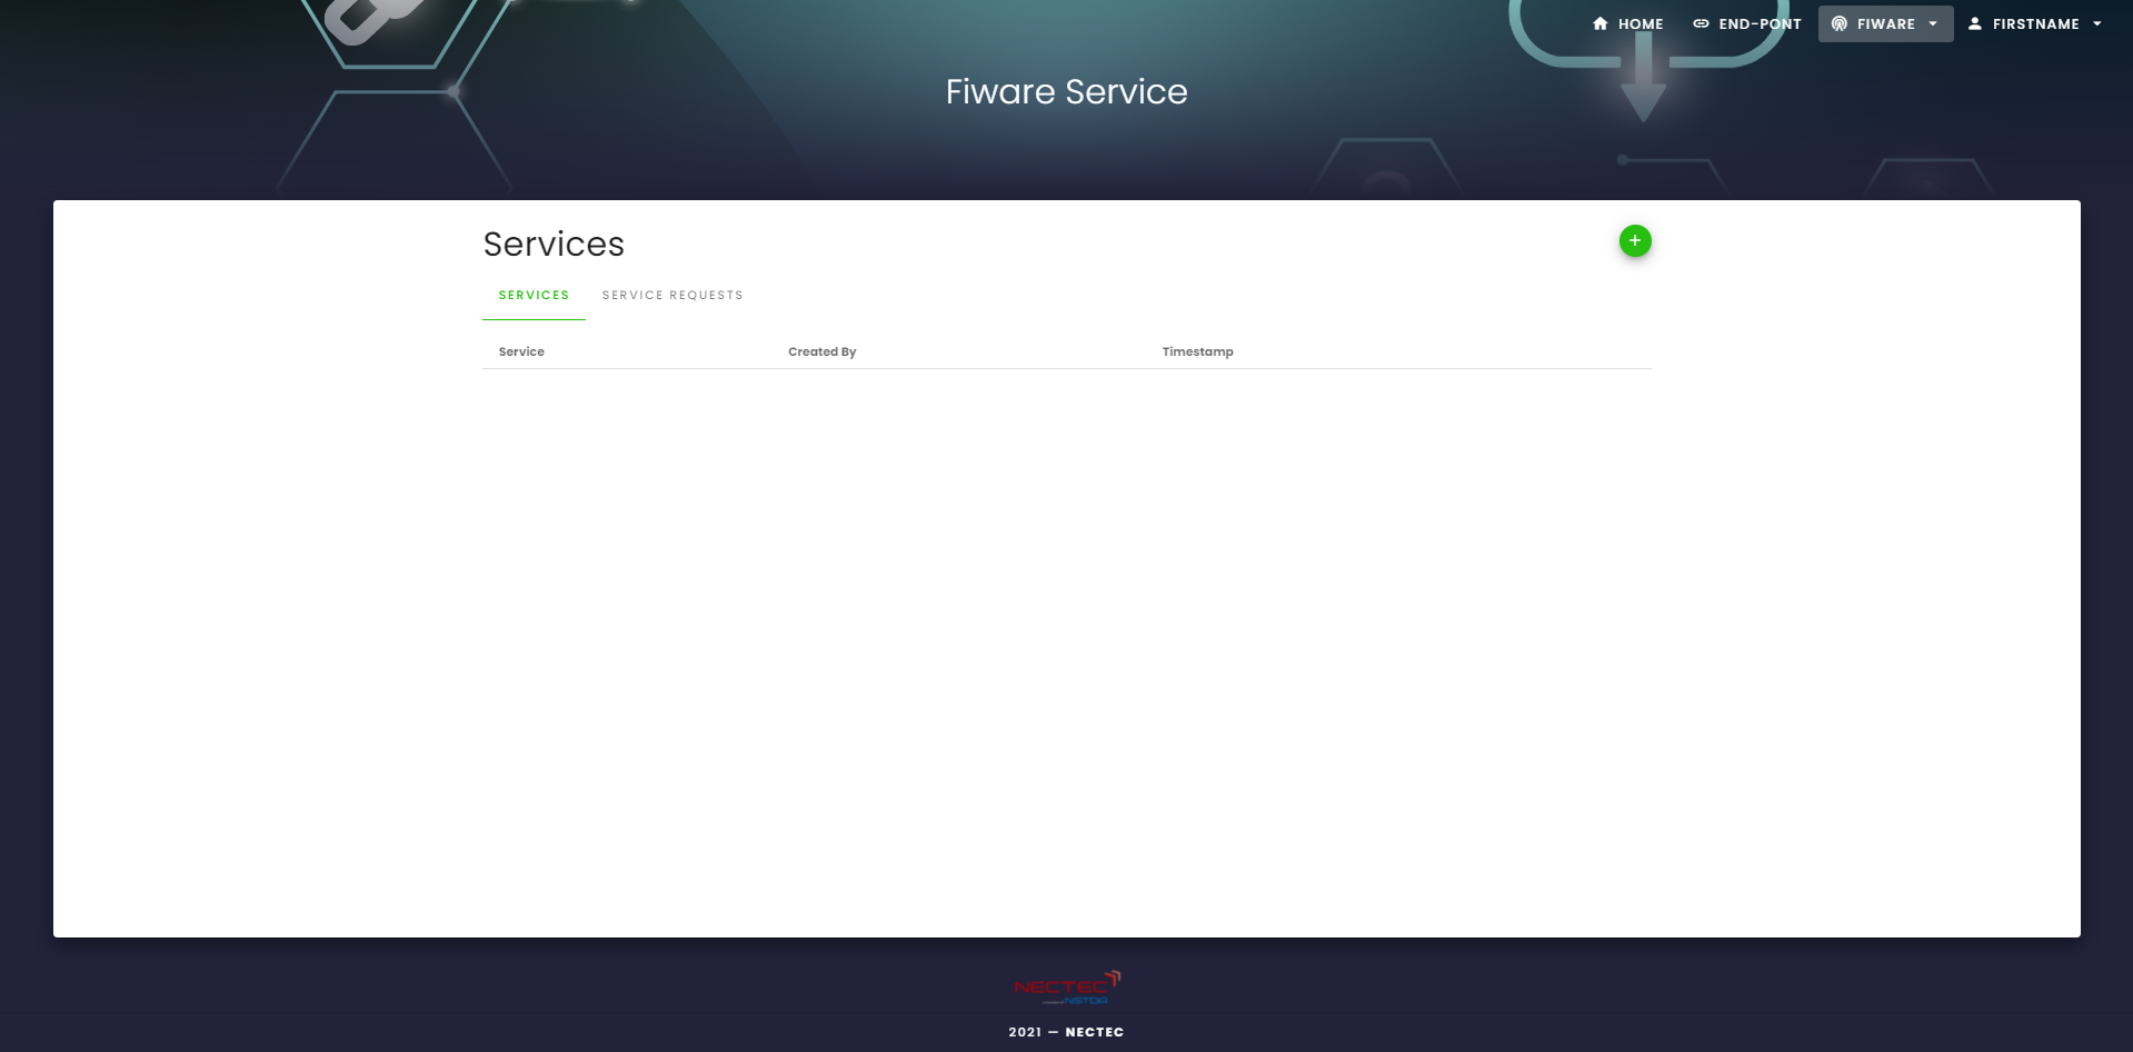 HOME END-PONT FIWARE FIRSTNAME
Fiware Service
Services
+
SERVICES SERVICE REQUESTS
Service Created By Timestamp
NECTEC
NSTDA
2021 — NECTEC